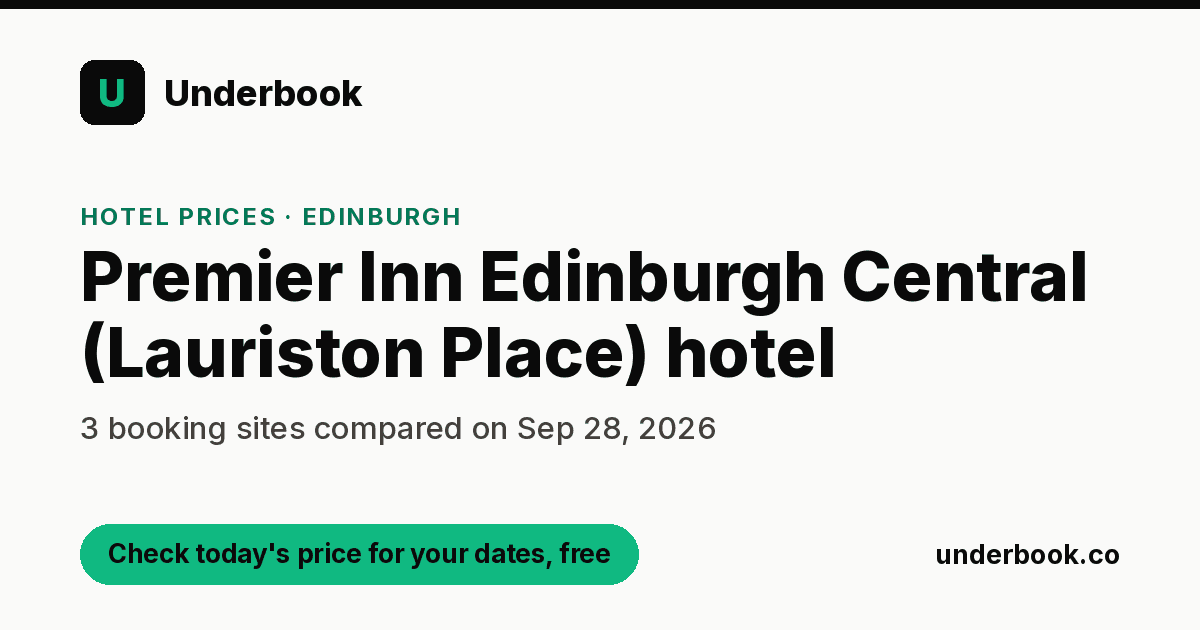 U
Underbook
HOTEL PRICES · EDINBURGH
Premier Inn Edinburgh Central
(Lauriston Place) hotel
3 booking sites compared on Sep 28, 2026
Check today's price for your dates, free
underbook.co